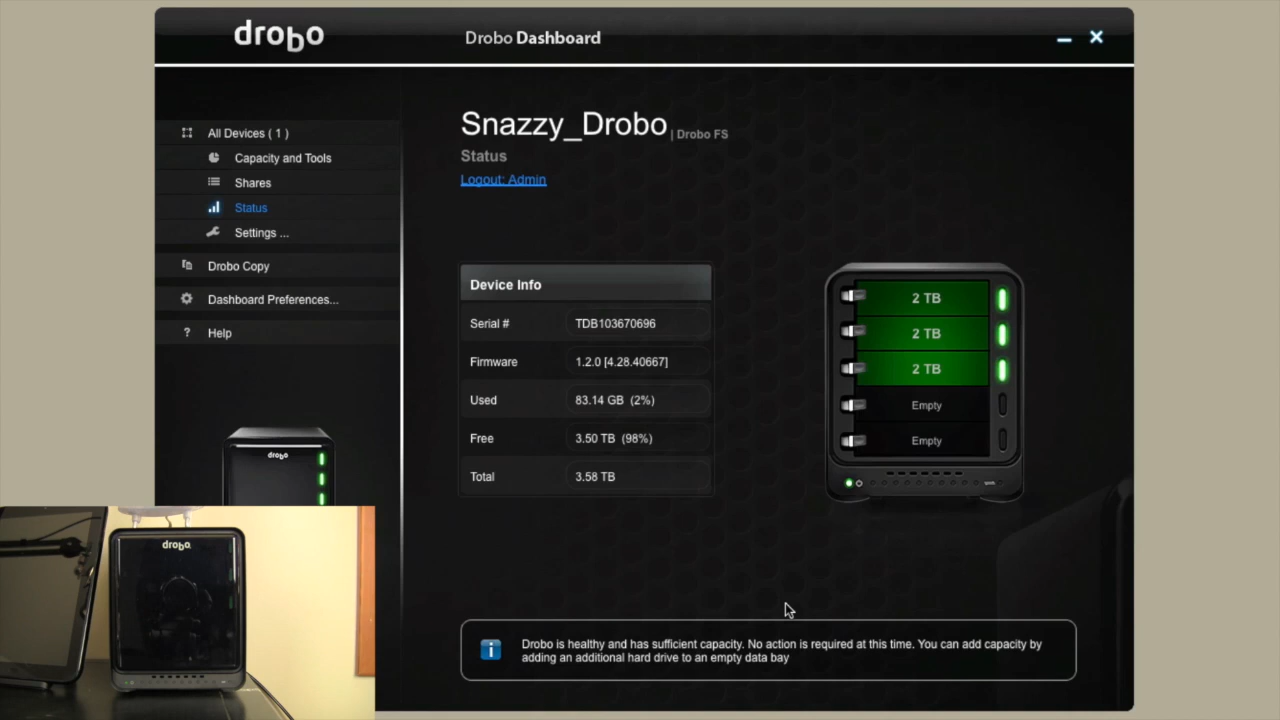 drobo
Drobo Dashboard
All Devices ( 1 )
Capacity and Tools
Shares
Status
Settings ...
Drobo Copy
Dashboard Preferences...
? Help
drobo
Snazzy_Drobo | Drobo FS
Status
Logout: Admin
Device Info
Serial # TDB103670696
Firmware 1.2.0 [4.28.40667]
Used 83.14 GB (2%)
Free 3.50 TB (98%)
Total 3.58 TB
2 TB
2 TB
2 TB
Empty
Empty
Drobo is healthy and has sufficient capacity. No action is required at this time. You can add capacity by
adding an additional hard drive to an empty data bay
drobo